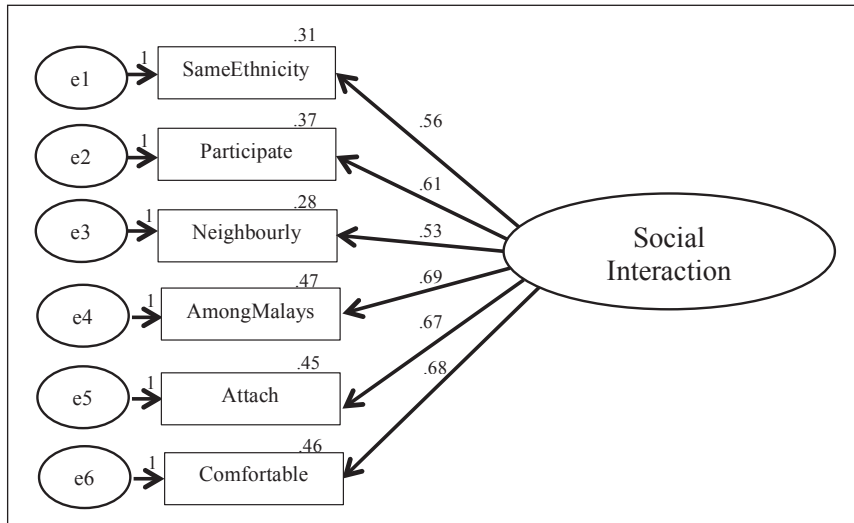 .31
1
e1
SameEthnicity
.56
.37
1
e2
Participate
.61
.28
1
e3
Neighbourly
.53
Social
Interaction
.47
1
e4
AmongMalays
.69
.45
1
e5
Attach
.67
.46
1
e6
Comfortable
.68